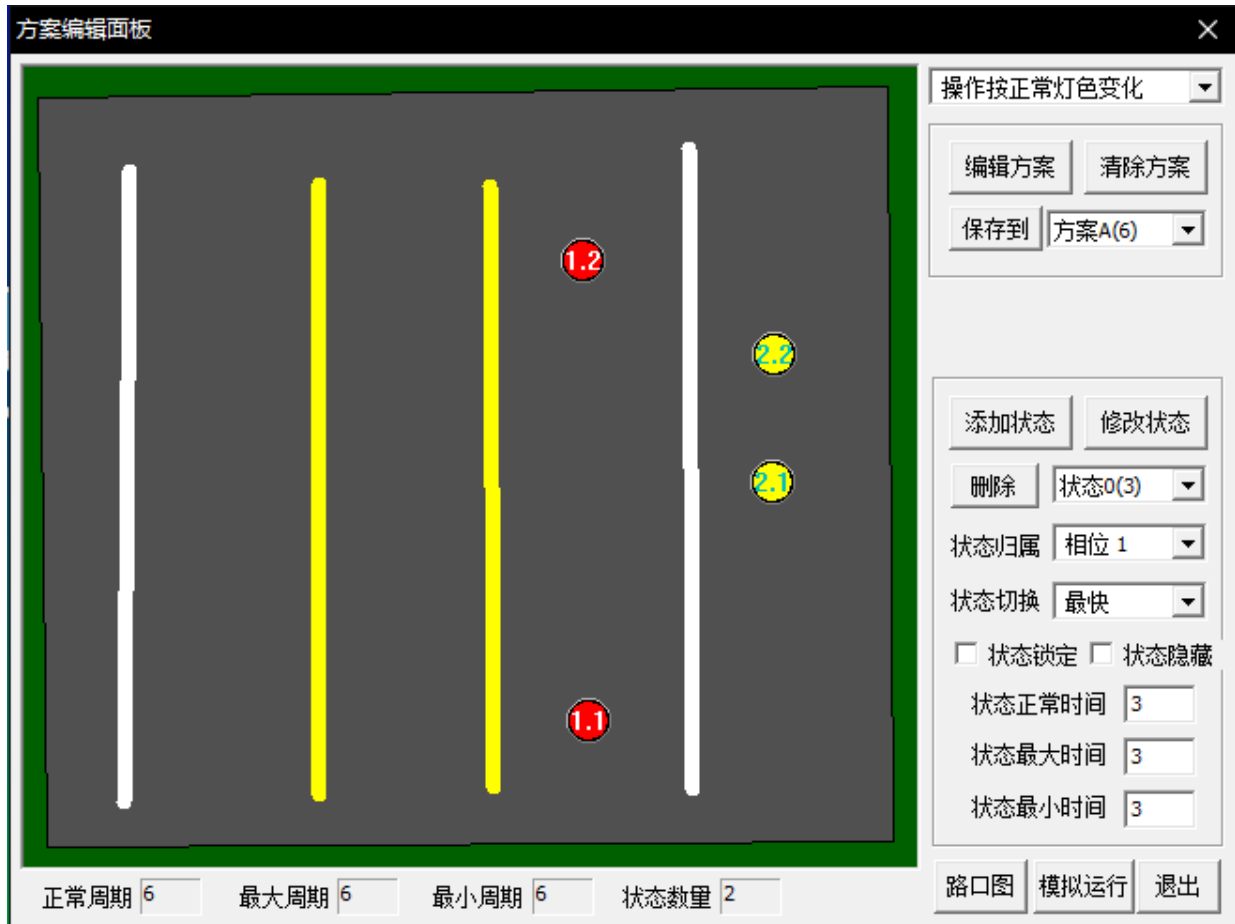 方案编辑面板
操作按正常灯色变化
编辑方案 清除方案
保存到 方案A(6)
1.2
2.2
2.1
1.1
添加状态 修改状态
删除 状态0(3)
状态归属 相位 1
状态切换 最快
状态锁定 状态隐藏
状态正常时间 3
状态最大时间 3
状态最小时间 3
正常周期 6 最大周期 6 最小周期 6 状态数量 2
路口图 模拟运行 退出